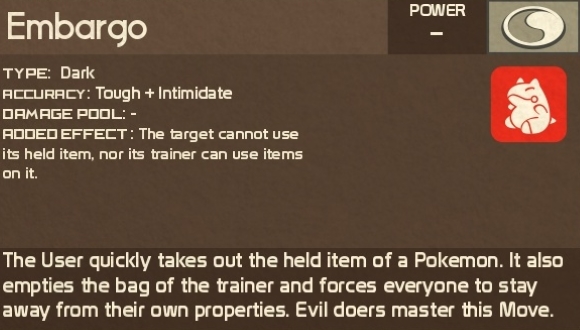 Embargo
POWER
–
TYPE: Dark
ACCURACY: Tough + Intimidate
DAMAGE POOL: -
ADDED EFFECT: The target cannot use
its held item, nor its trainer can use items
on it.
The User quickly takes out the held item of a Pokemon. It also
empties the bag of the trainer and forces everyone to stay
away from their own properties. Evil doers master this Move.